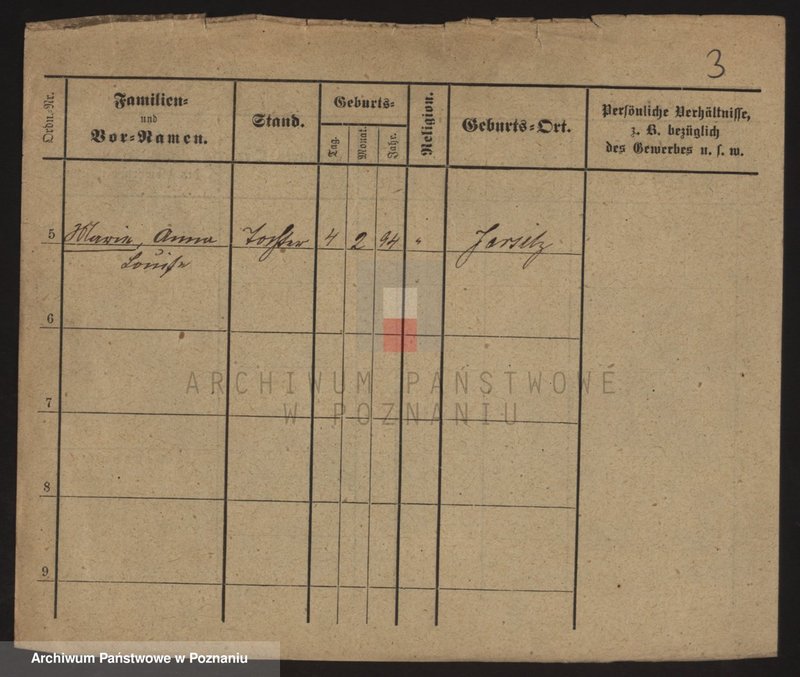 3
Ordn.-Nr.
Familien-
und
Vor-Namen.
Stand.
Geburts-
Tag.
Monat.
Jahr.
Religion.
Geburts-Ort.
Persönliche Verhältnisse,
z. B. bezüglich
des Gewerbes u. s. w.
5 Marie, Anna Tochter 4 2 94 "
Louise
6
7
8
9
ARCHIWUM PAŃSTWOWE
W POZNANIU
Archiwum Państwowe w Poznaniu